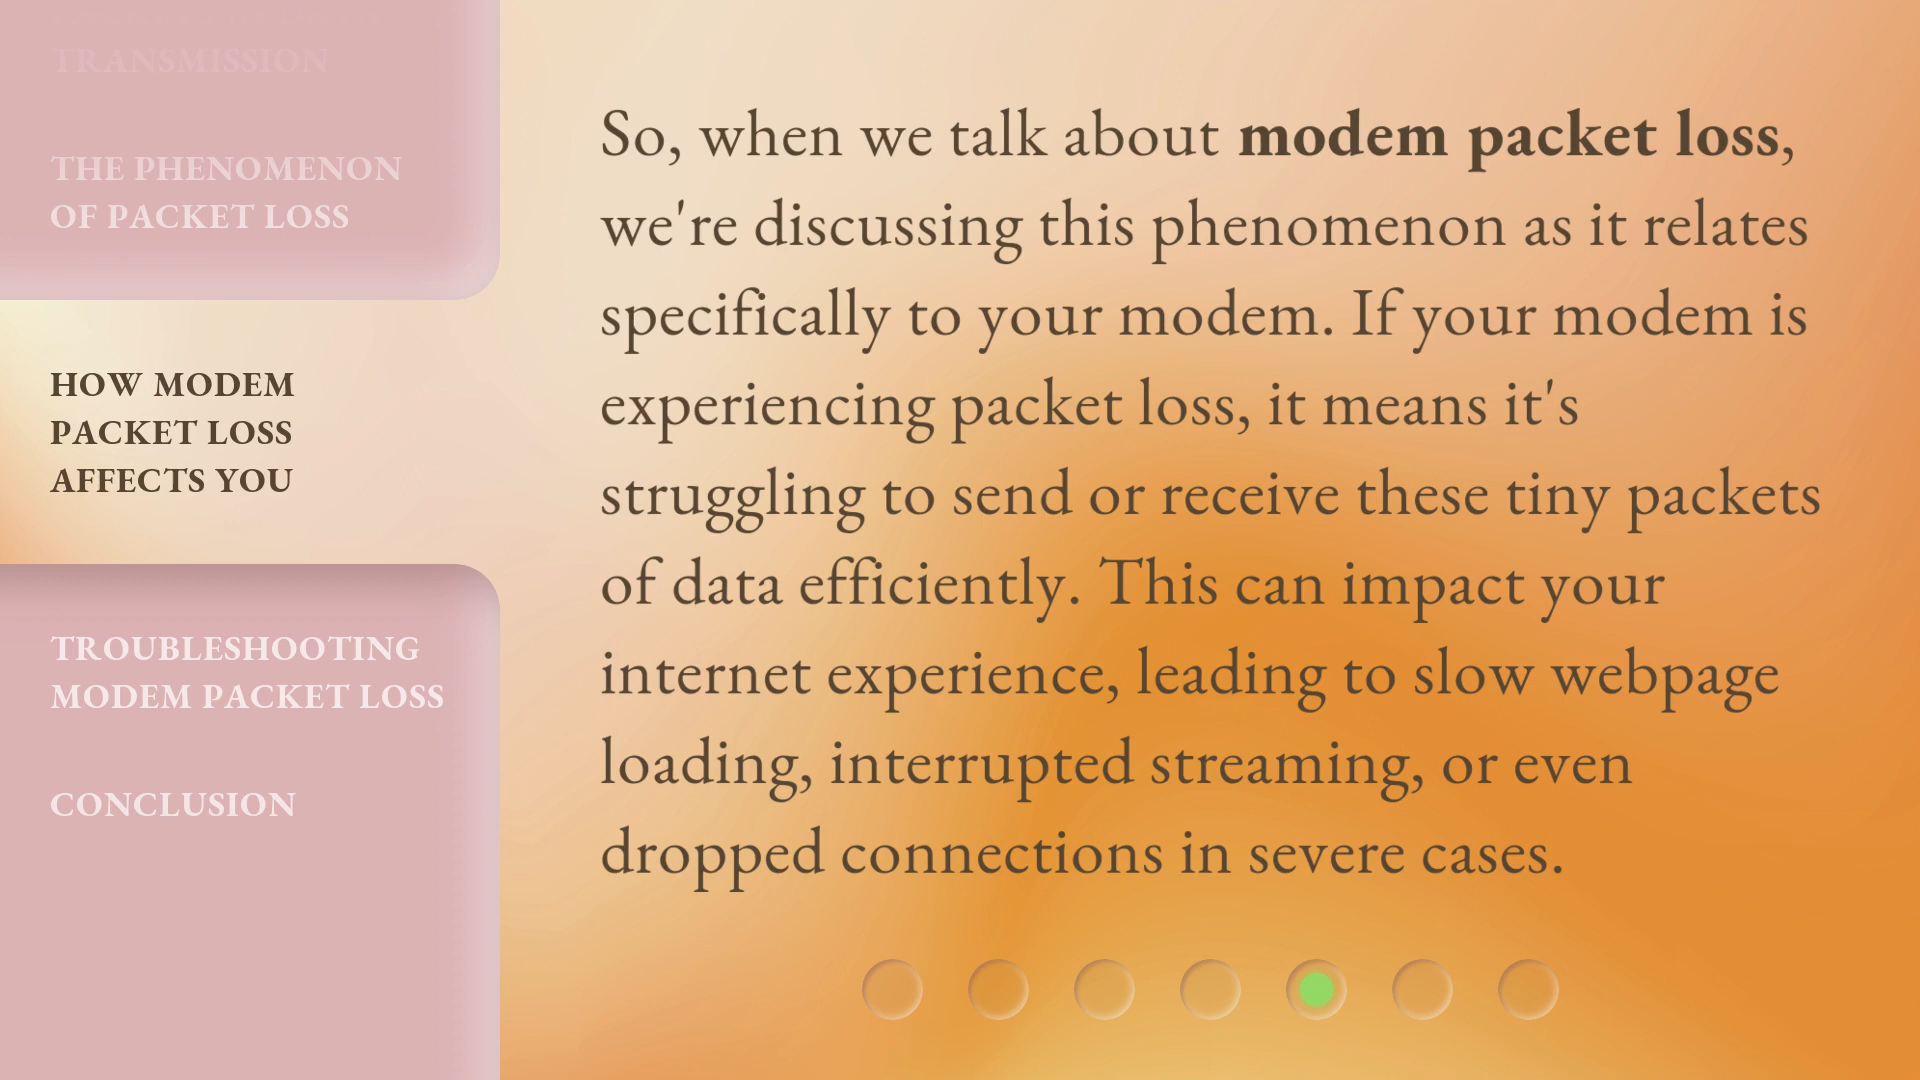 TRANSMISSION
THE PHENOMENON
OF PACKET LOSS
HOW MODEM
PACKET LOSS
AFFECTS YOU
TROUBLESHOOTING
MODEM PACKET LOSS
CONCLUSION
So, when we talk about modem packet loss,
we're discussing this phenomenon as it relates
specifically to your modem. If your modem is
experiencing packet loss, it means it's
struggling to send or receive these tiny packets
of data efficiently. This can impact your
internet experience, leading to slow webpage
loading, interrupted streaming, or even
dropped connections in severe cases.